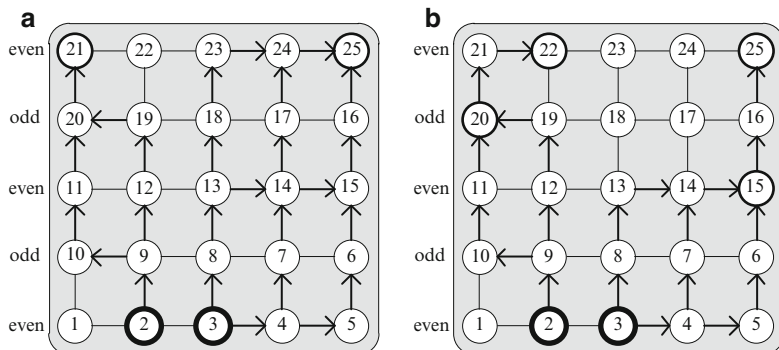 a
even 21 22 23 24 25
odd 20 19 18 17 16
even 11 12 13 14 15
odd 10 9 8 7 6
even 1 2 3 4 5
b
even 21 22 23 24 25
odd 20 19 18 17 16
even 11 12 13 14 15
odd 10 9 8 7 6
even 1 2 3 4 5